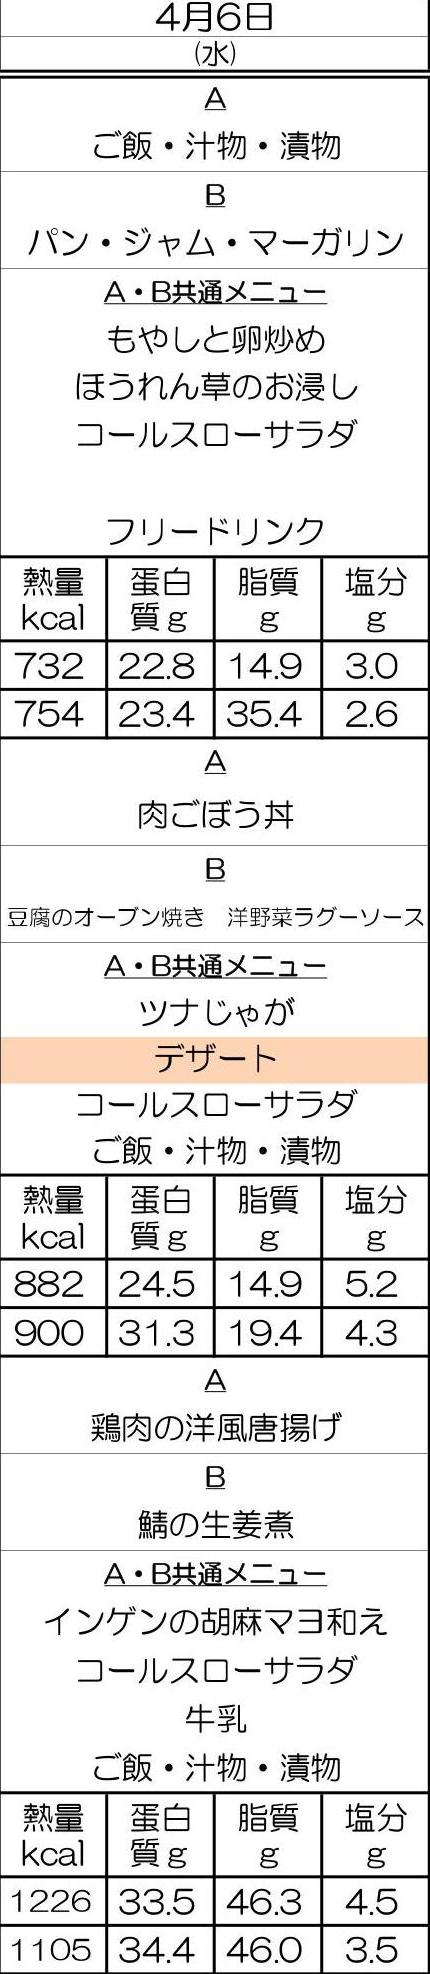 4月6日
(水)
A
ご飯・汁物・漬物
B
パン・ジャム・マーガリン
A・B共通メニュー
もやしと卵炒め
ほうれん草のお浸し
コールスローサラダ
フリードリンク
熱量 蛋白 脂質 塩分
kcal 質g g g
732 22.8 14.9 3.0
754 23.4 35.4 2.6
A
肉ごぼう丼
B
豆腐のオーブン焼き 洋野菜ラグーソース
A・B共通メニュー
ツナじゃが
デザート
コールスローサラダ
ご飯・汁物・漬物
熱量 蛋白 脂質 塩分
kcal 質g g g
882 24.5 14.9 5.2
900 31.3 19.4 4.3
A
鶏肉の洋風唐揚げ
B
鯖の生姜煮
A・B共通メニュー
インゲンの胡麻マヨ和え
コールスローサラダ
牛乳
ご飯・汁物・漬物
熱量 蛋白 脂質 塩分
kcal 質g g g
1226 33.5 46.3 4.5
1105 34.4 46.0 3.5